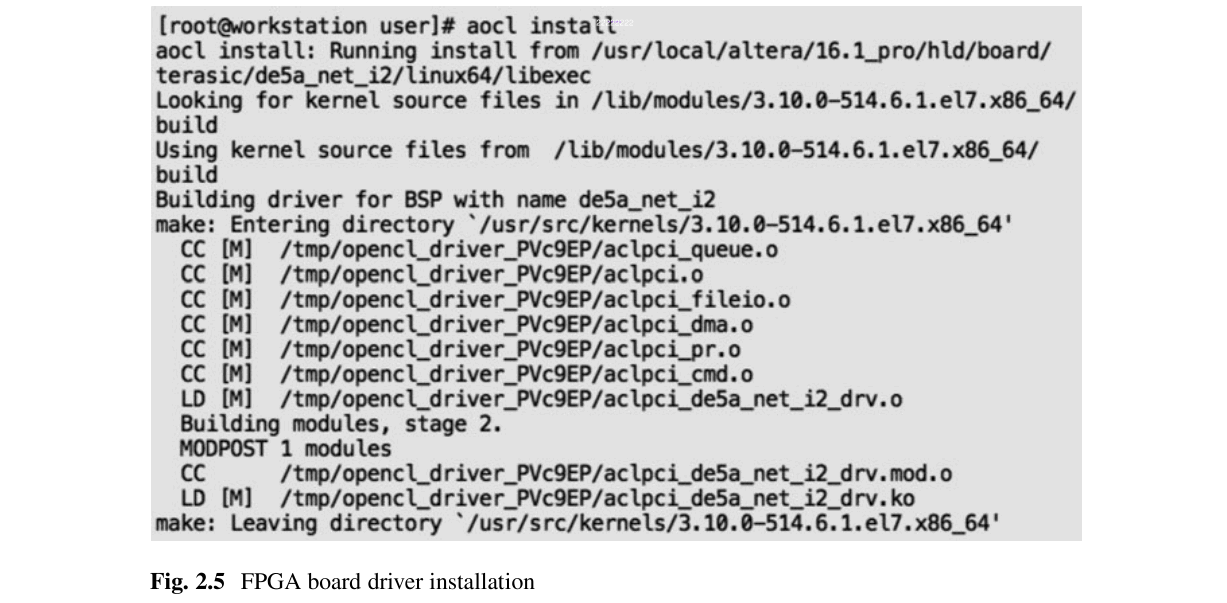 [root@workstation user]# aocl install
aocl install: Running install from /usr/local/altera/16.1_pro/hld/board/
terasic/de5a_net_i2/linux64/libexec
Looking for kernel source files in /lib/modules/3.10.0-514.6.1.el7.x86_64/
build
Using kernel source files from  /lib/modules/3.10.0-514.6.1.el7.x86_64/
build
Building driver for BSP with name de5a_net_i2
make: Entering directory `/usr/src/kernels/3.10.0-514.6.1.el7.x86_64'
  CC [M]  /tmp/opencl_driver_PVc9EP/aclpci_queue.o
  CC [M]  /tmp/opencl_driver_PVc9EP/aclpci.o
  CC [M]  /tmp/opencl_driver_PVc9EP/aclpci_fileio.o
  CC [M]  /tmp/opencl_driver_PVc9EP/aclpci_dma.o
  CC [M]  /tmp/opencl_driver_PVc9EP/aclpci_pr.o
  CC [M]  /tmp/opencl_driver_PVc9EP/aclpci_cmd.o
  LD [M]  /tmp/opencl_driver_PVc9EP/aclpci_de5a_net_i2_drv.o
  Building modules, stage 2.
  MODPOST 1 modules
  CC      /tmp/opencl_driver_PVc9EP/aclpci_de5a_net_i2_drv.mod.o
  LD [M]  /tmp/opencl_driver_PVc9EP/aclpci_de5a_net_i2_drv.ko
make: Leaving directory `/usr/src/kernels/3.10.0-514.6.1.el7.x86_64'
Fig. 2.5 FPGA board driver installation